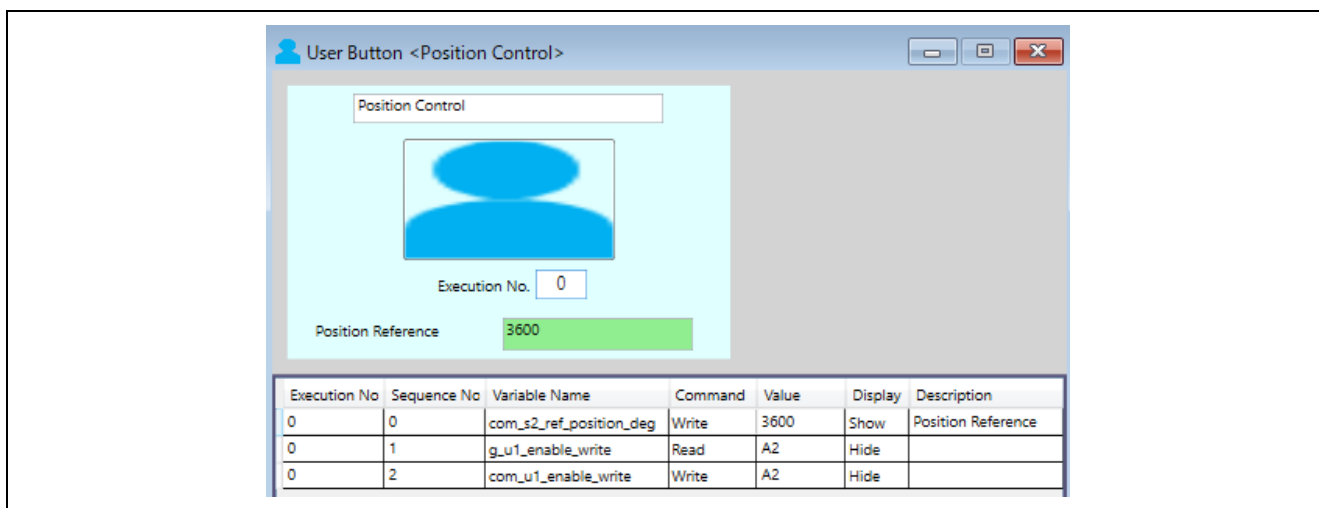 User Button <Position Control>
Position Control
Execution No. 0
Position Reference 3600
Execution No Sequence No Variable Name Command Value Display Description
0 0 com_s2_ref_position_deg Write 3600 Show Position Reference
0 1 g_u1_enable_write Read A2 Hide
0 2 com_u1_enable_write Write A2 Hide